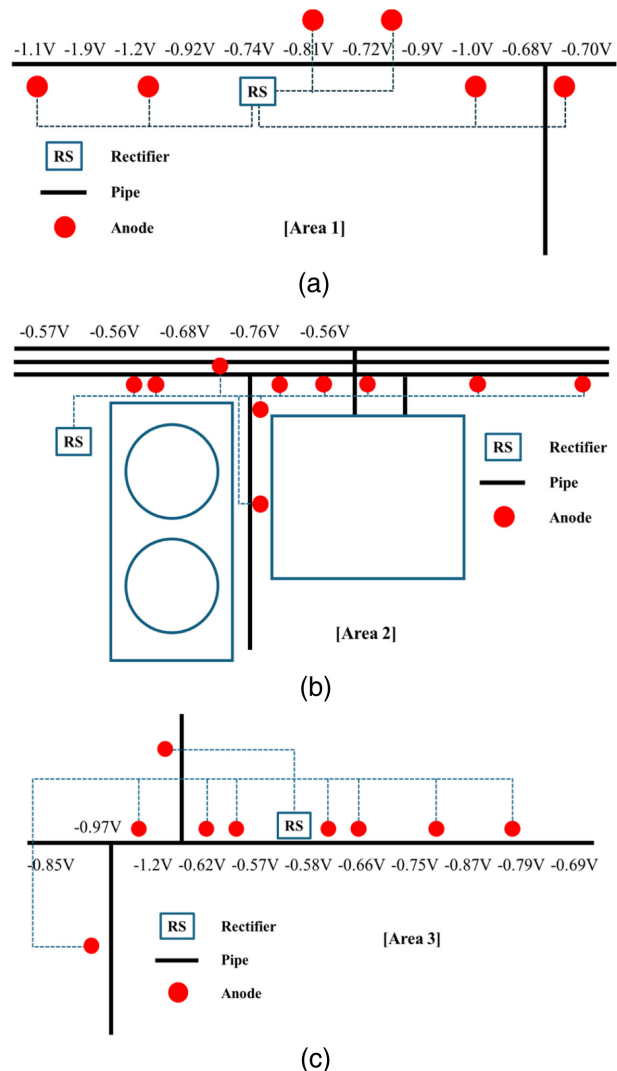 -1.1V -1.9V -1.2V -0.92V -0.74V -0.81V -0.72V -0.9V -1.0V -0.68V -0.70V
RS
RS Rectifier
Pipe
Anode
[Area 1]
(a)
-0.57V -0.56V -0.68V -0.76V -0.56V
RS
RS Rectifier
Pipe
Anode
[Area 2]
(b)
-0.97V
RS
-0.85V -1.2V -0.62V -0.57V -0.58V -0.66V -0.75V -0.87V -0.79V -0.69V
RS Rectifier
[Area 3]
Pipe
Anode
(c)